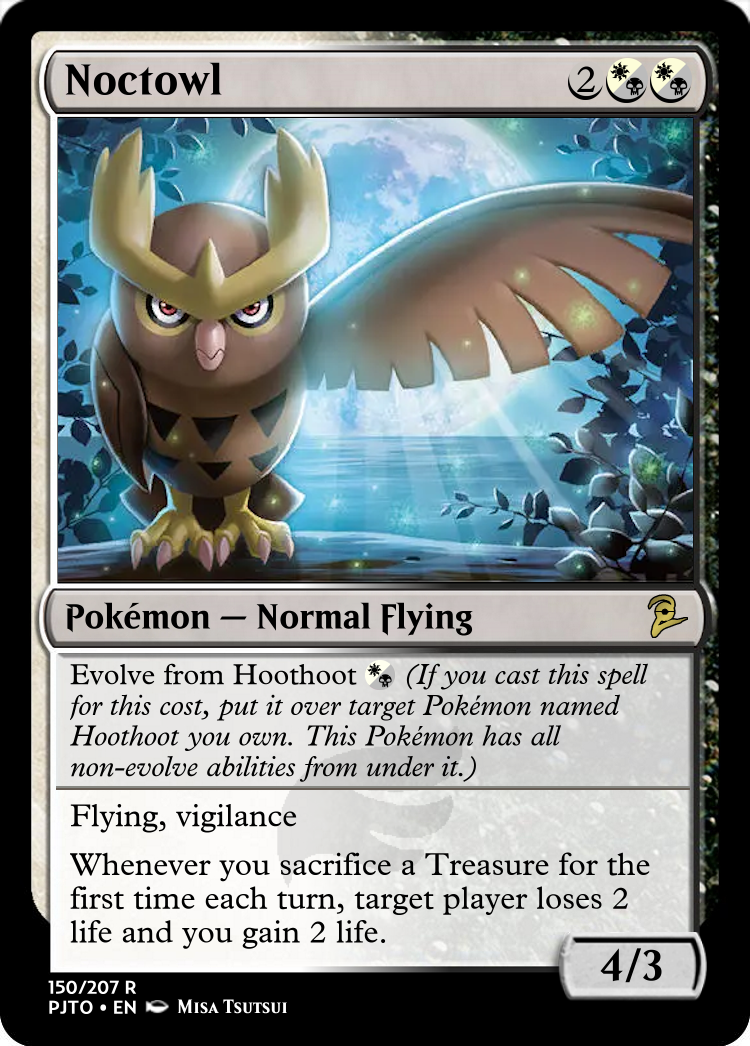 Noctowl 2
Pokémon — Normal Flying
Evolve from Hoothoot (If you cast this spell
for this cost, put it over target Pokémon named
Hoothoot you own. This Pokémon has all
non-evolve abilities from under it.)
Flying, vigilance
Whenever you sacrifice a Treasure for the
first time each turn, target player loses 2
life and you gain 2 life.
4/3
150/207 R
PJTO • EN Misa Tsutsui